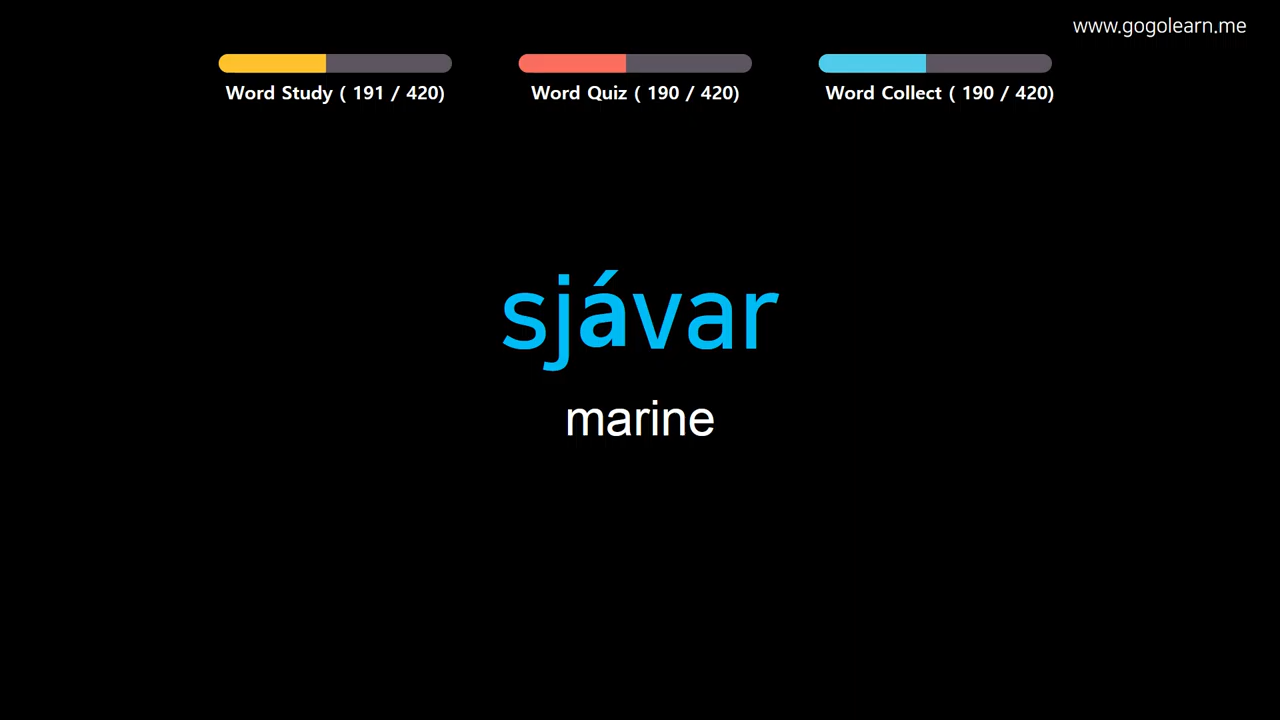 www.gogolearn.me
Word Study ( 191 / 420)
Word Quiz ( 190 / 420)
Word Collect ( 190 / 420)
sjávar
marine